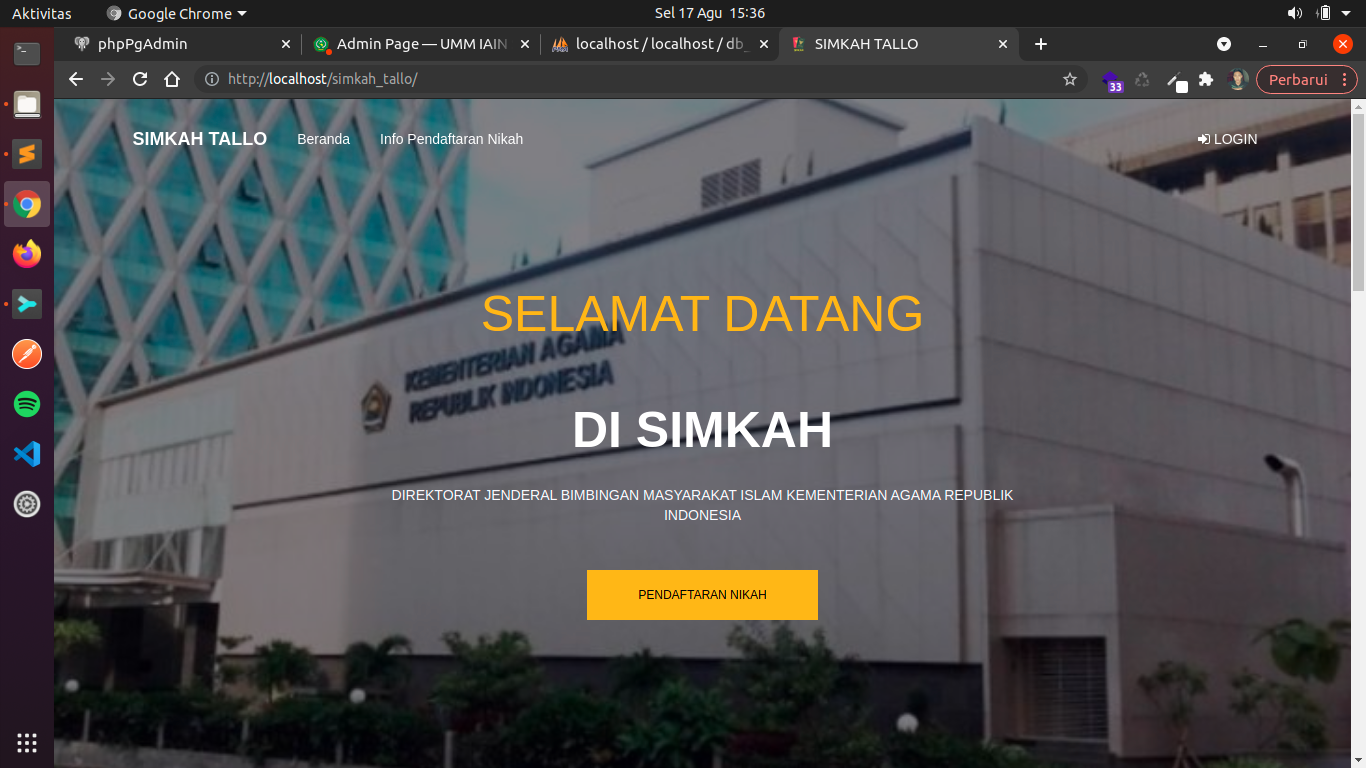 Aktivitas
Google Chrome
Sel 17 Agu 15:36
phpPgAdmin
Admin Page — UMM IAIN
localhost / localhost / db_
SIMKAH TALLO
http://localhost/simkah_tallo/
33
Perbarui
SIMKAH TALLO
Beranda
Info Pendaftaran Nikah
LOGIN
SELAMAT DATANG
KEMENTERIAN AGAMA
REPUBLIK INDONESIA
DI SIMKAH
DIREKTORAT JENDERAL BIMBINGAN MASYARAKAT ISLAM KEMENTERIAN AGAMA REPUBLIK
INDONESIA
PENDAFTARAN NIKAH